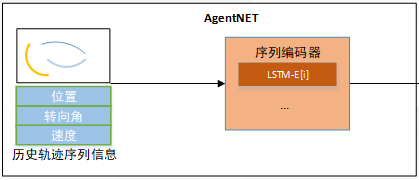 AgentNET
位置
转向角
速度
历史轨迹序列信息
序列编码器
LSTM-E[i]
...